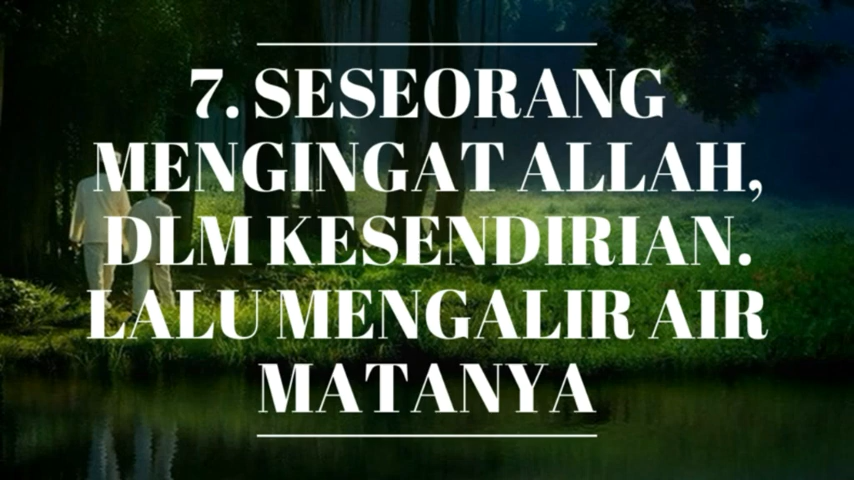 7. SESEORANG
MENGINGAT ALLAH,
DLM KESENDIRIAN.
LALU MENGALIR AIR
MATANYA